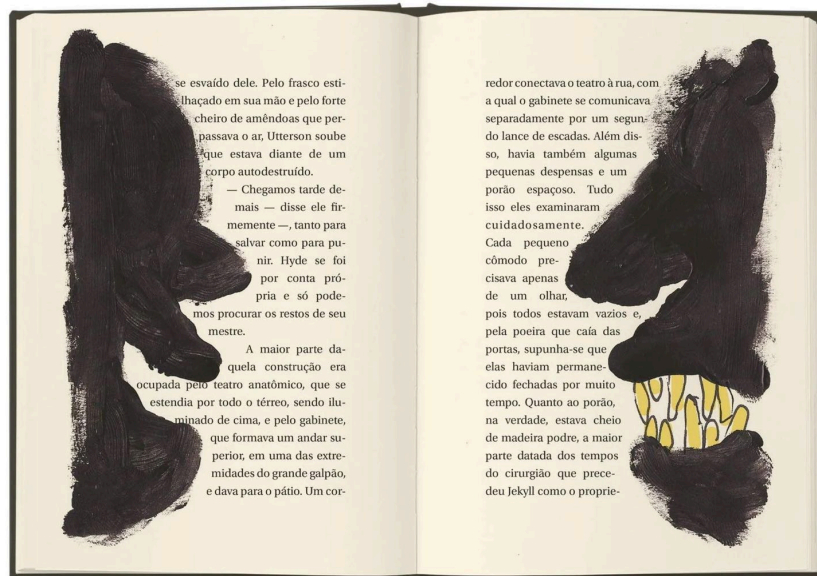 se esvaído dele. Pelo frasco esti-
lhaçado em sua mão e pelo forte
cheiro de amêndoas que per-
passava o ar, Utterson soube
que estava diante de um
corpo autodestruído.
— Chegamos tarde de-
mais — disse ele fir-
memente —, tanto para
salvar como para pu-
nir. Hyde se foi
por conta pró-
pria e só pode-
mos procurar os restos de seu
mestre.
A maior parte da-
quela construção era
ocupada pelo teatro anatômico, que se
estendia por todo o térreo, sendo ilu-
minado de cima, e pelo gabinete,
que formava um andar su-
perior, em uma das extre-
midades do grande galpão,
e dava para o pátio. Um cor-
redor conectava o teatro à rua, com
a qual o gabinete se comunicava
separadamente por um segun-
do lance de escadas. Além dis-
so, havia também algumas
pequenas despensas e um
porão espaçoso. Tudo
isso eles examinaram
cuidadosamente.
Cada pequeno
cômodo pre-
cisava apenas
de um olhar,
pois todos estavam vazios e,
pela poeira que caía das
portas, supunha-se que
elas haviam permane-
cido fechadas por muito
tempo. Quanto ao porão,
na verdade, estava cheio
de madeira podre, a maior
parte datada dos tempos
do cirurgião que prece-
deu Jekyll como o proprie-